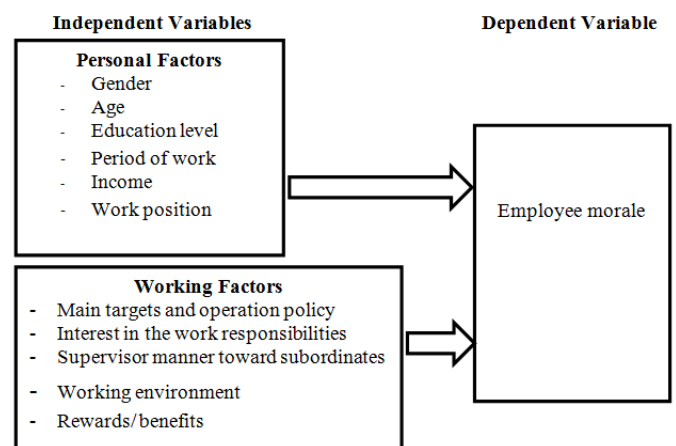 Independent Variables
Dependent Variable
Personal Factors
- Gender
- Age
- Education level
- Period of work
- Income
- Work position
Employee morale
Working Factors
- Main targets and operation policy
- Interest in the work responsibilities
- Supervisor manner toward subordinates
- Working environment
- Rewards/benefits